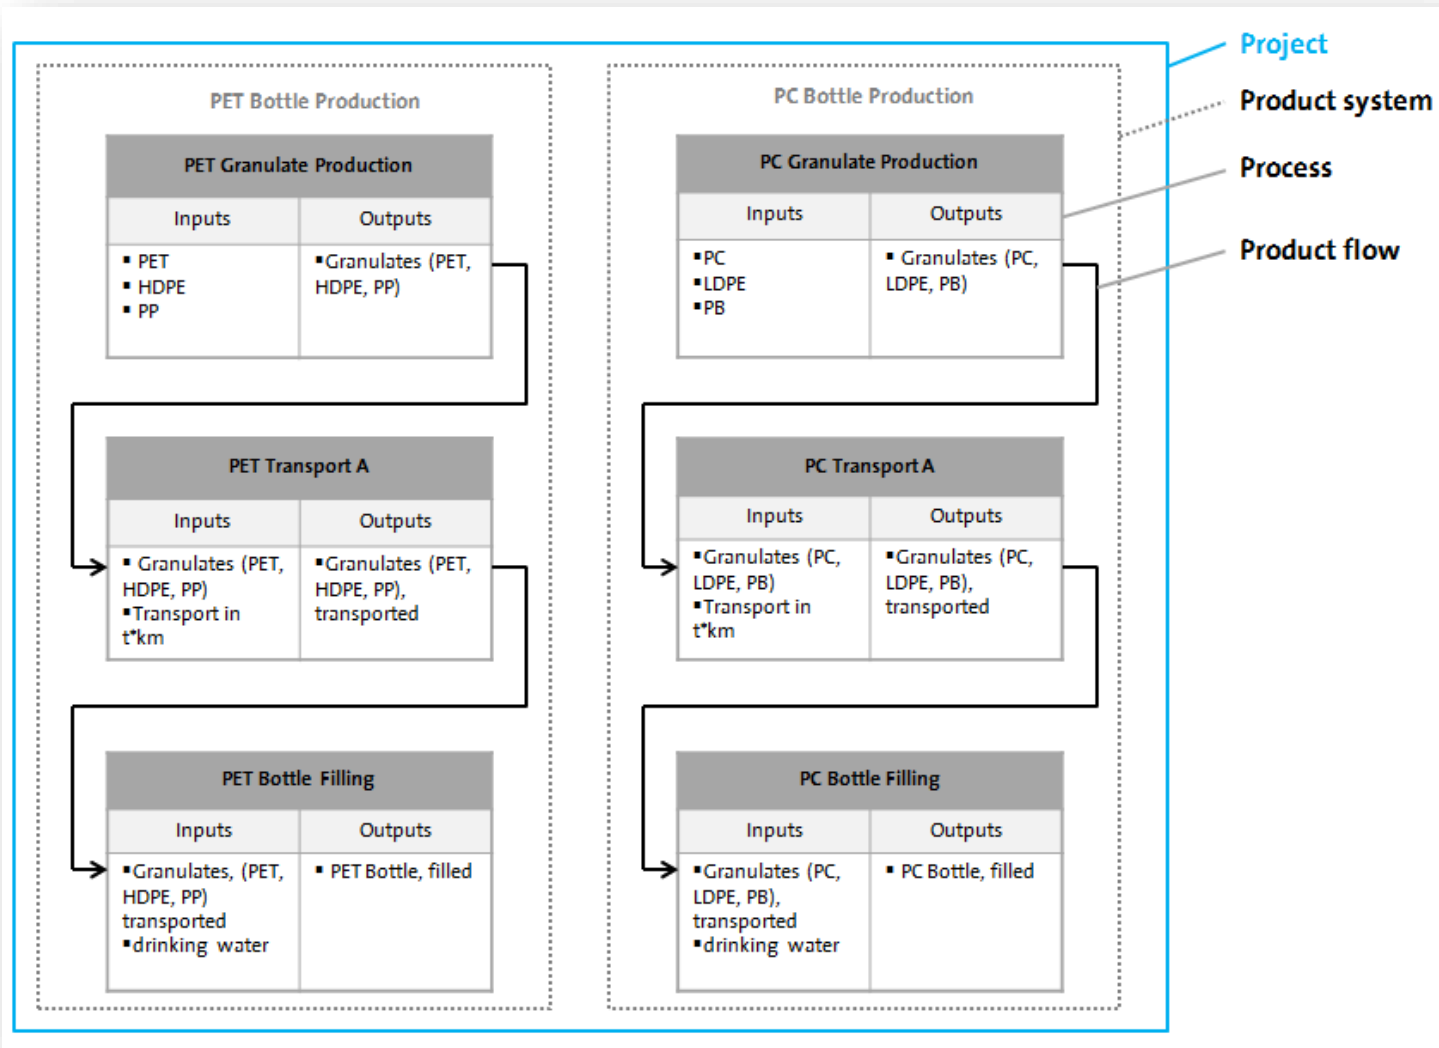 Project
Product system
Process
Product flow
PET Bottle Production
PET Granulate Production
Inputs
Outputs
▪ PET
▪ HDPE
▪ PP
▪Granulates (PET,
HDPE, PP)
PET Transport A
Inputs
Outputs
▪ Granulates (PET,
HDPE, PP)
▪Transport in
t*km
▪Granulates (PET,
HDPE, PP),
transported
PET Bottle Filling
Inputs
Outputs
▪Granulates, (PET,
HDPE, PP)
transported
▪drinking water
▪ PET Bottle, filled
PC Bottle Production
PC Granulate Production
Inputs
Outputs
▪PC
▪LDPE
▪PB
▪ Granulates (PC,
LDPE, PB)
PC Transport A
Inputs
Outputs
▪Granulates (PC,
LDPE, PB)
▪Transport in
t*km
▪Granulates (PC,
LDPE, PB),
transported
PC Bottle Filling
Inputs
Outputs
▪Granulates (PC,
LDPE, PB),
transported
▪drinking water
▪ PC Bottle, filled